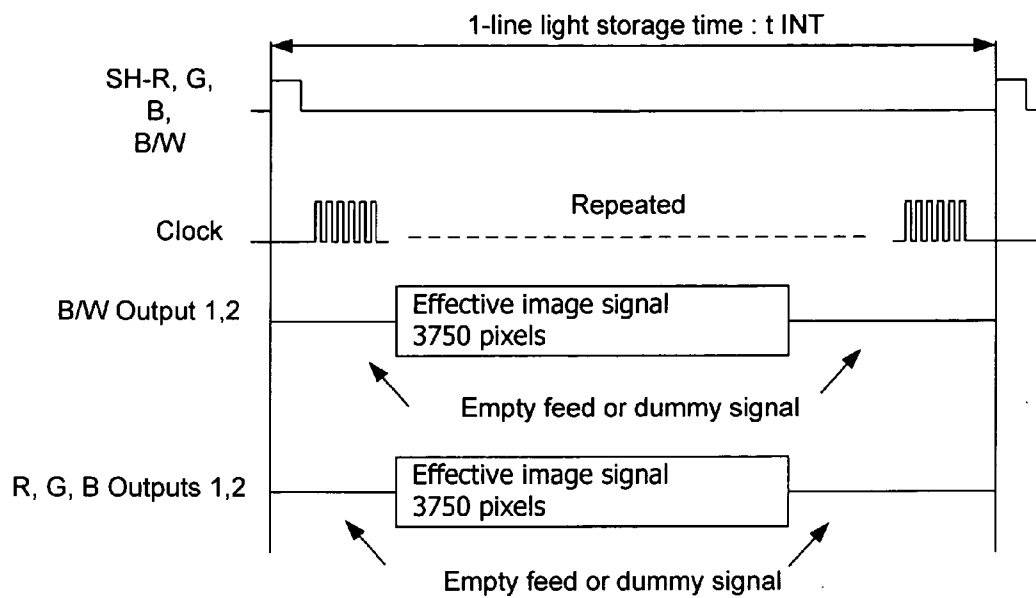 1-line light storage time : t INT
SH-R, G,
B,
B/W
Clock
Repeated
B/W Output 1,2
Effective image signal
3750 pixels
Empty feed or dummy signal
R, G, B Outputs 1,2
Effective image signal
3750 pixels
Empty feed or dummy signal